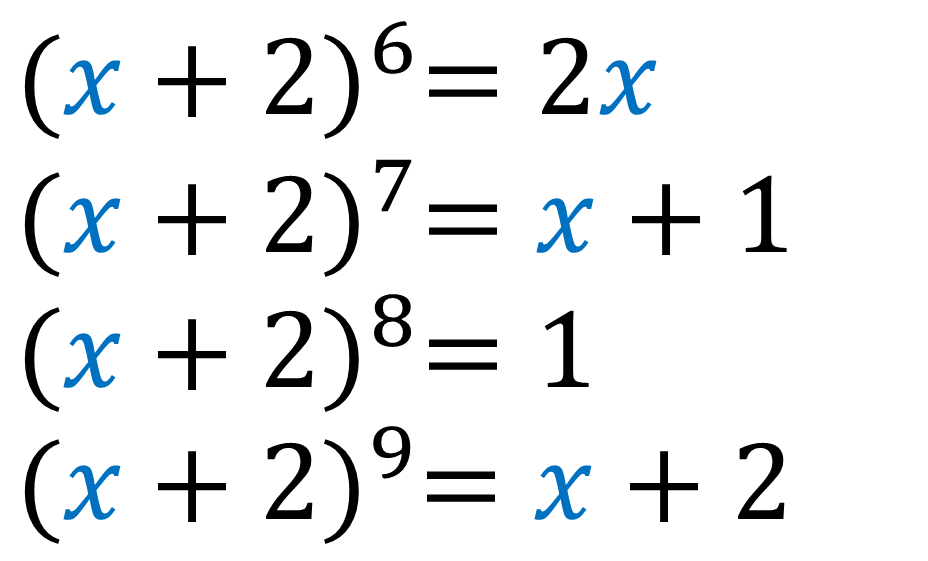 (x + 2)⁶= 2x
(x + 2)⁷= x + 1
(x + 2)⁸= 1
(x + 2)⁹= x + 2